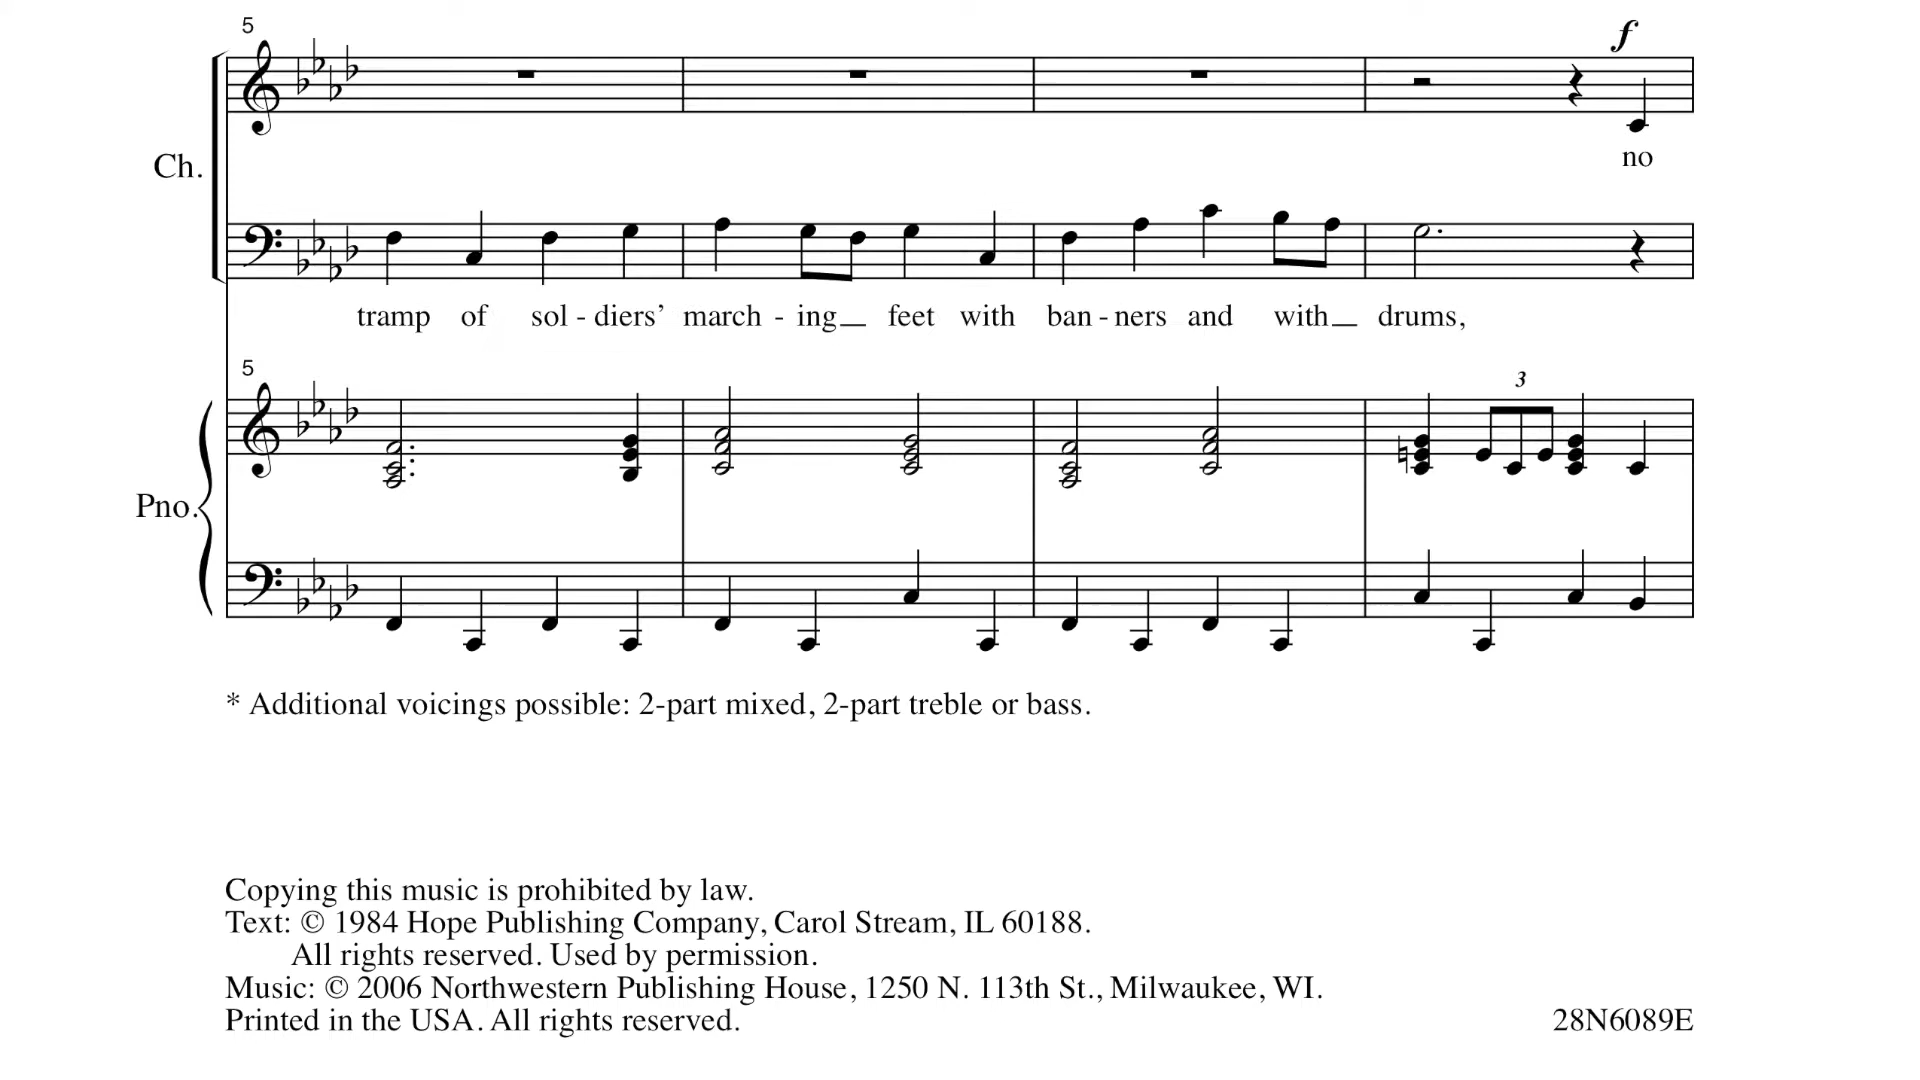 5
f
Ch.
no
tramp of sol - diers’ march - ing feet with ban - ners and with drums,
5
3
Pno.
* Additional voicings possible: 2-part mixed, 2-part treble or bass.
Copying this music is prohibited by law.
Text: © 1984 Hope Publishing Company, Carol Stream, IL 60188.
All rights reserved. Used by permission.
Music: © 2006 Northwestern Publishing House, 1250 N. 113th St., Milwaukee, WI.
Printed in the USA. All rights reserved. 28N6089E